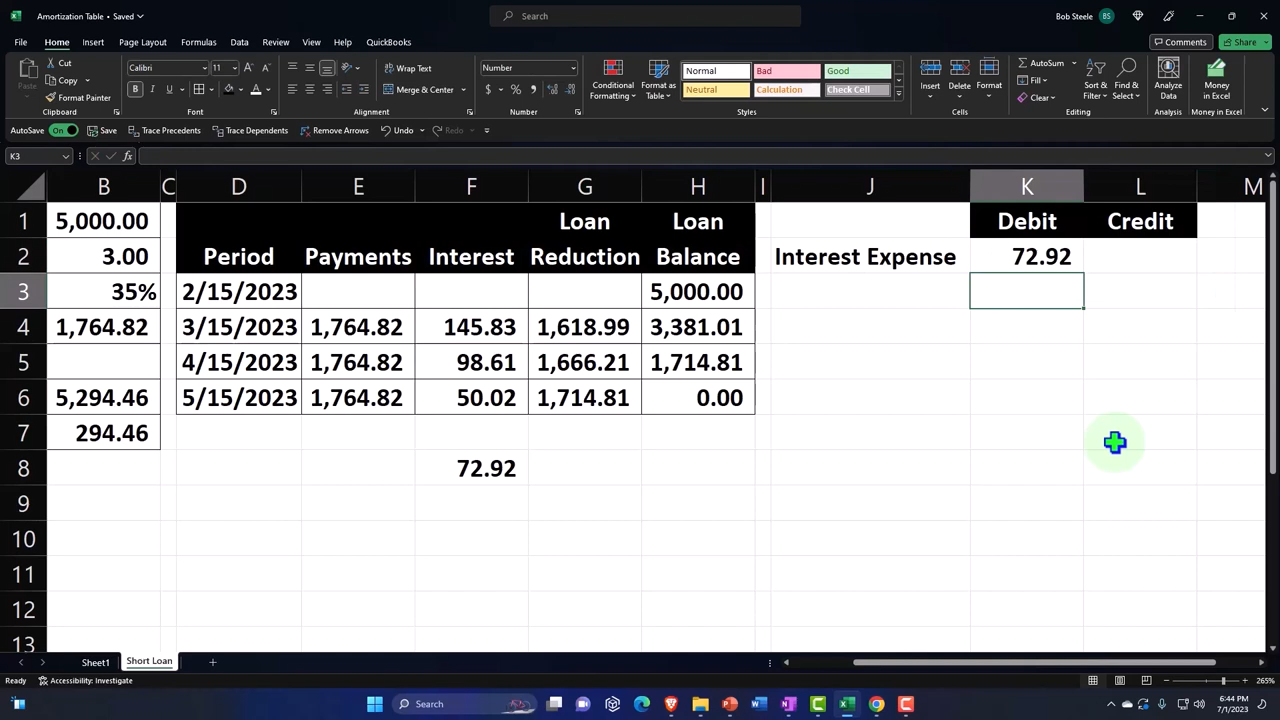 Amortization Table • Saved
Search
Bob Steele BS
File Home Insert Page Layout Formulas Data Review View Help QuickBooks
Comments Share
Paste Cut Copy Format Painter
Calibri 11 A A
Wrap Text
Merge & Center
Number
$ % ,
Conditional Formatting Format as Table
Normal Bad Good
Neutral Calculation Check Cell
Insert Delete Format
AutoSum Fill Clear
Sort & Filter Find & Select
Analyze Data
Money in Excel
B I U
Clipboard Font Alignment Number Styles Cells Editing Analysis Money in Excel
AutoSave On Save Trace Precedents Trace Dependents Remove Arrows Undo Redo
K3 fx
B C D E F G H I J K L M
1 5,000.00 Loan Loan Debit Credit
2 3.00 Period Payments Interest Reduction Balance Interest Expense 72.92
3 35% 2/15/2023 5,000.00
4 1,764.82 3/15/2023 1,764.82 145.83 1,618.99 3,381.01
5 4/15/2023 1,764.82 98.61 1,666.21 1,714.81
6 5,294.46 5/15/2023 1,764.82 50.02 1,714.81 0.00
7 294.46
8 72.92
9
10
11
12
13
Sheet1 Short Loan
Ready Accessibility: Investigate 265%
Search
6:44 PM
7/1/2023